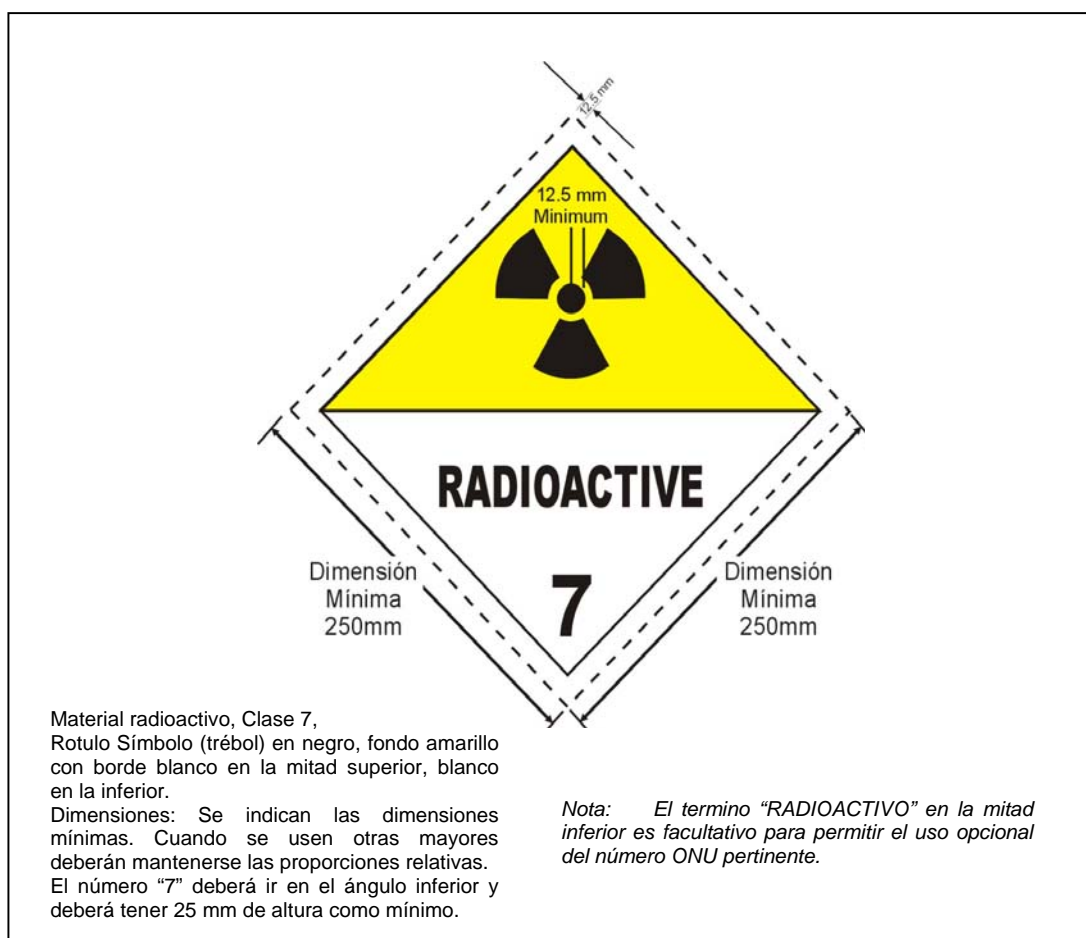 12.5 mm
12.5 mm
Minimum
RADIOACTIVE
7
Dimensión
Mínima
250mm
Dimensión
Mínima
250mm
Material radioactivo, Clase 7,
Rotulo Símbolo (trébol) en negro, fondo amarillo
con borde blanco en la mitad superior, blanco
en la inferior.
Dimensiones: Se indican las dimensiones
mínimas. Cuando se usen otras mayores
deberán mantenerse las proporciones relativas.
El número “7” deberá ir en el ángulo inferior y
deberá tener 25 mm de altura como mínimo.
Nota: El termino “RADIOACTIVO” en la mitad
inferior es facultativo para permitir el uso opcional
del número ONU pertinente.